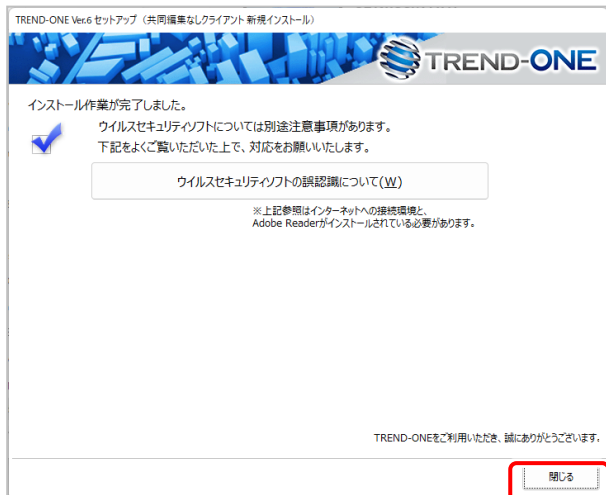 TREND-ONE Ver.6 セットアップ（共同編集なしクライアント 新規インストール）
TREND-ONE
インストール作業が完了しました。
ウイルスセキュリティソフトについては別途注意事項があります。
下記をよくご覧いただいた上で、対応をお願いいたします。
ウイルスセキュリティソフトの誤認識について(W)
※上記参照はインターネットへの接続環境と、
Adobe Readerがインストールされている必要があります。
TREND-ONEをご利用いただき、誠にありがとうございます。
閉じる